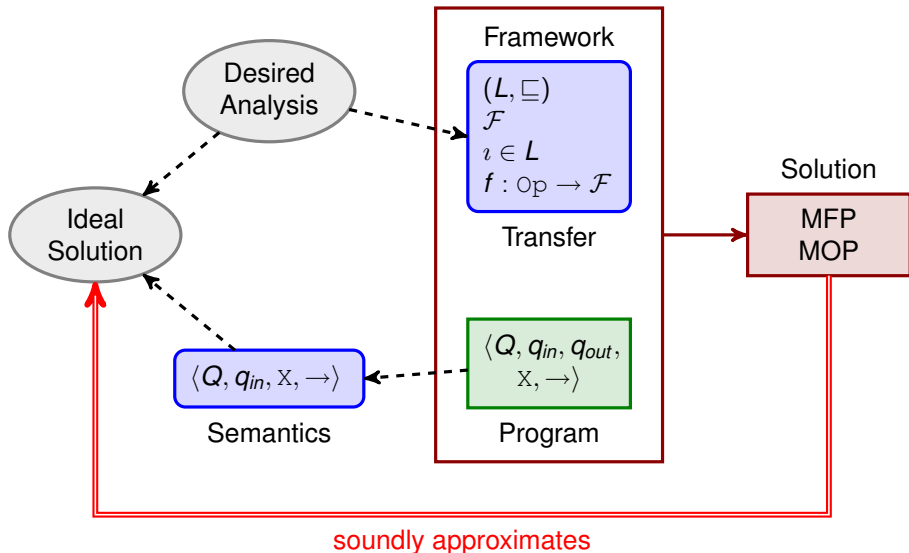 Framework
Desired
Analysis
(L, ⊑)
ℱ
ı ∈ L
f : Op → ℱ
Transfer
Solution
MFP
MOP
Ideal
Solution
⟨Q, q_in, X, →⟩
Semantics
⟨Q, q_in, q_out,
X, →⟩
Program
soundly approximates